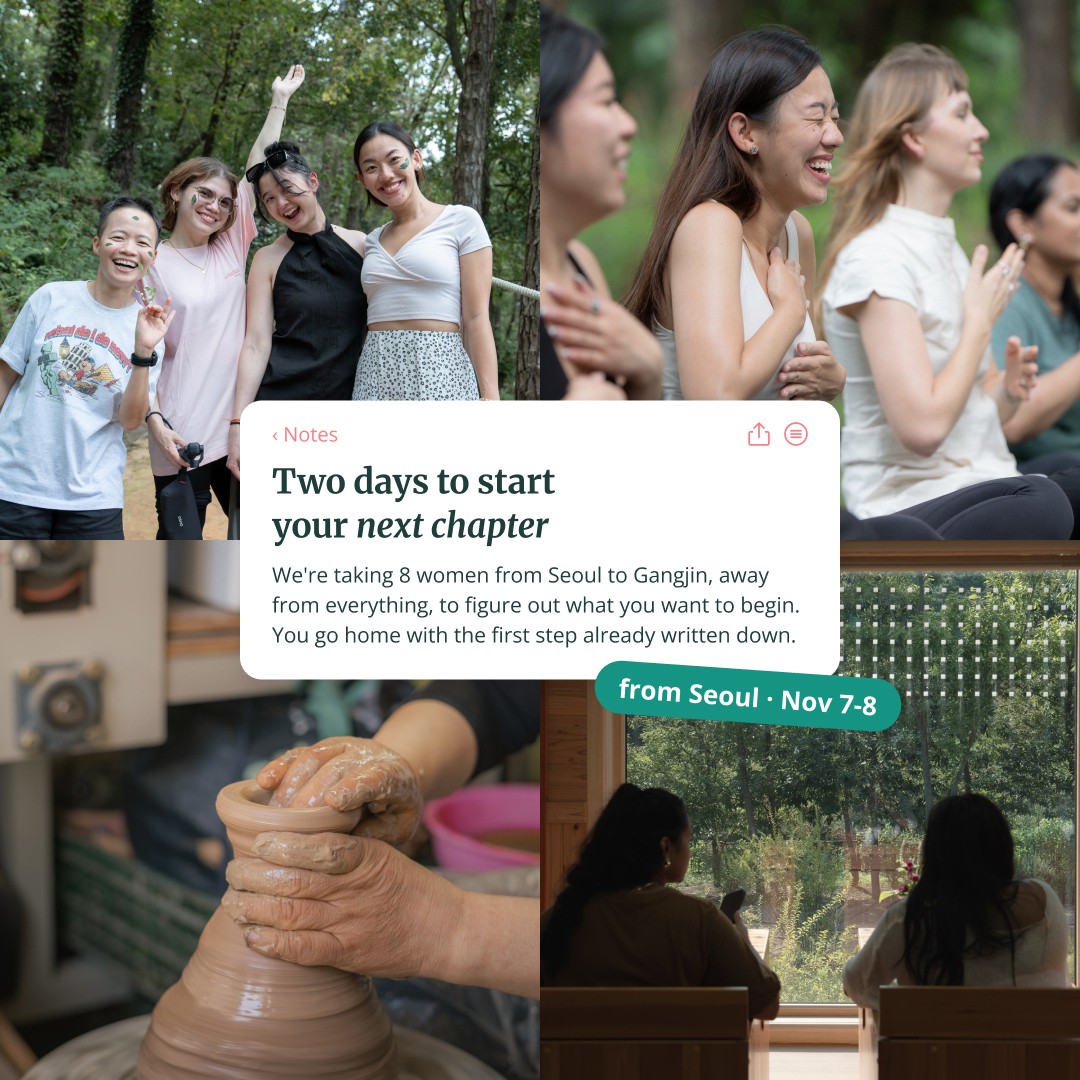 ‹ Notes
Two days to start
your next chapter
We're taking 8 women from Seoul to Gangjin, away
from everything, to figure out what you want to begin.
You go home with the first step already written down.
from Seoul · Nov 7-8